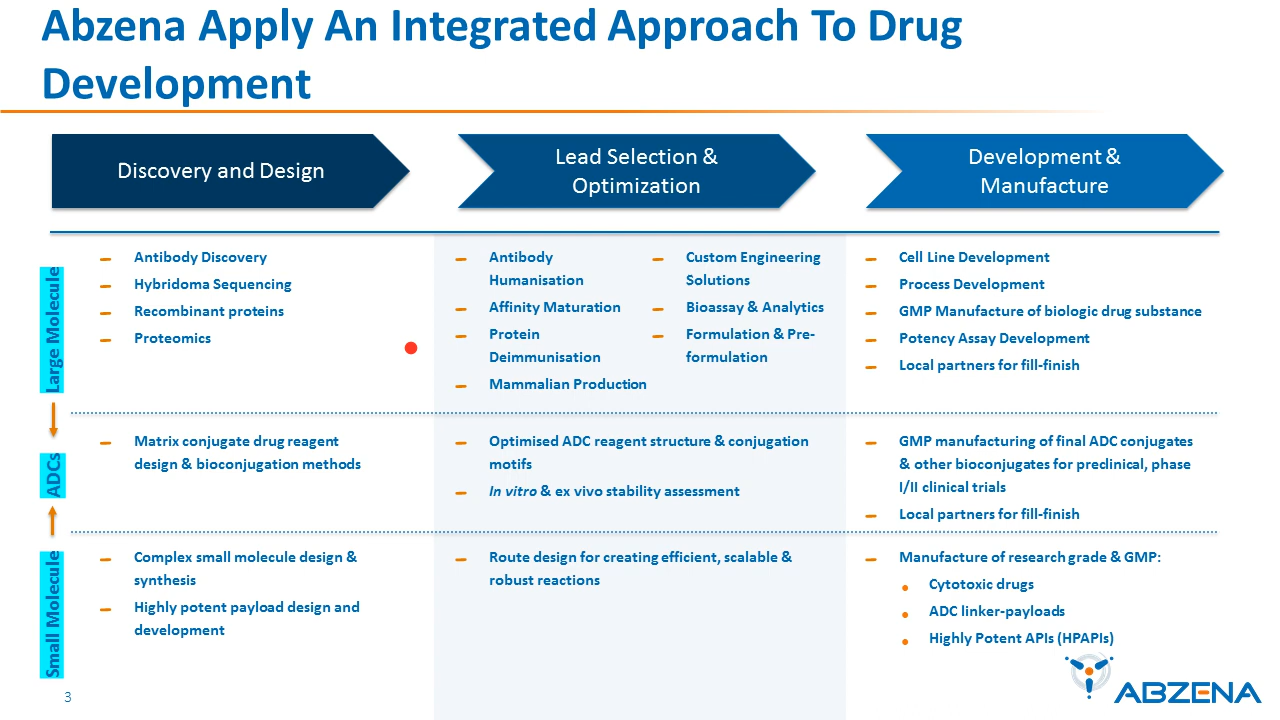 Abzena Apply An Integrated Approach To Drug
Development
Discovery and Design
Lead Selection &
Optimization
Development &
Manufacture
Large Molecule
– Antibody Discovery
– Hybridoma Sequencing
– Recombinant proteins
– Proteomics
– Antibody
Humanisation
– Affinity Maturation
– Protein
Deimmunisation
– Mammalian Production
– Custom Engineering
Solutions
– Bioassay & Analytics
– Formulation & Pre-
formulation
– Cell Line Development
– Process Development
– GMP Manufacture of biologic drug substance
– Potency Assay Development
– Local partners for fill-finish
ADCs
– Matrix conjugate drug reagent
design & bioconjugation methods
– Optimised ADC reagent structure & conjugation
motifs
– In vitro & ex vivo stability assessment
– GMP manufacturing of final ADC conjugates
& other bioconjugates for preclinical, phase
I/II clinical trials
– Local partners for fill-finish
Small Molecule
– Complex small molecule design &
synthesis
– Highly potent payload design and
development
– Route design for creating efficient, scalable &
robust reactions
– Manufacture of research grade & GMP:
• Cytotoxic drugs
• ADC linker-payloads
• Highly Potent APIs (HPAPIs)
3
ABZENA